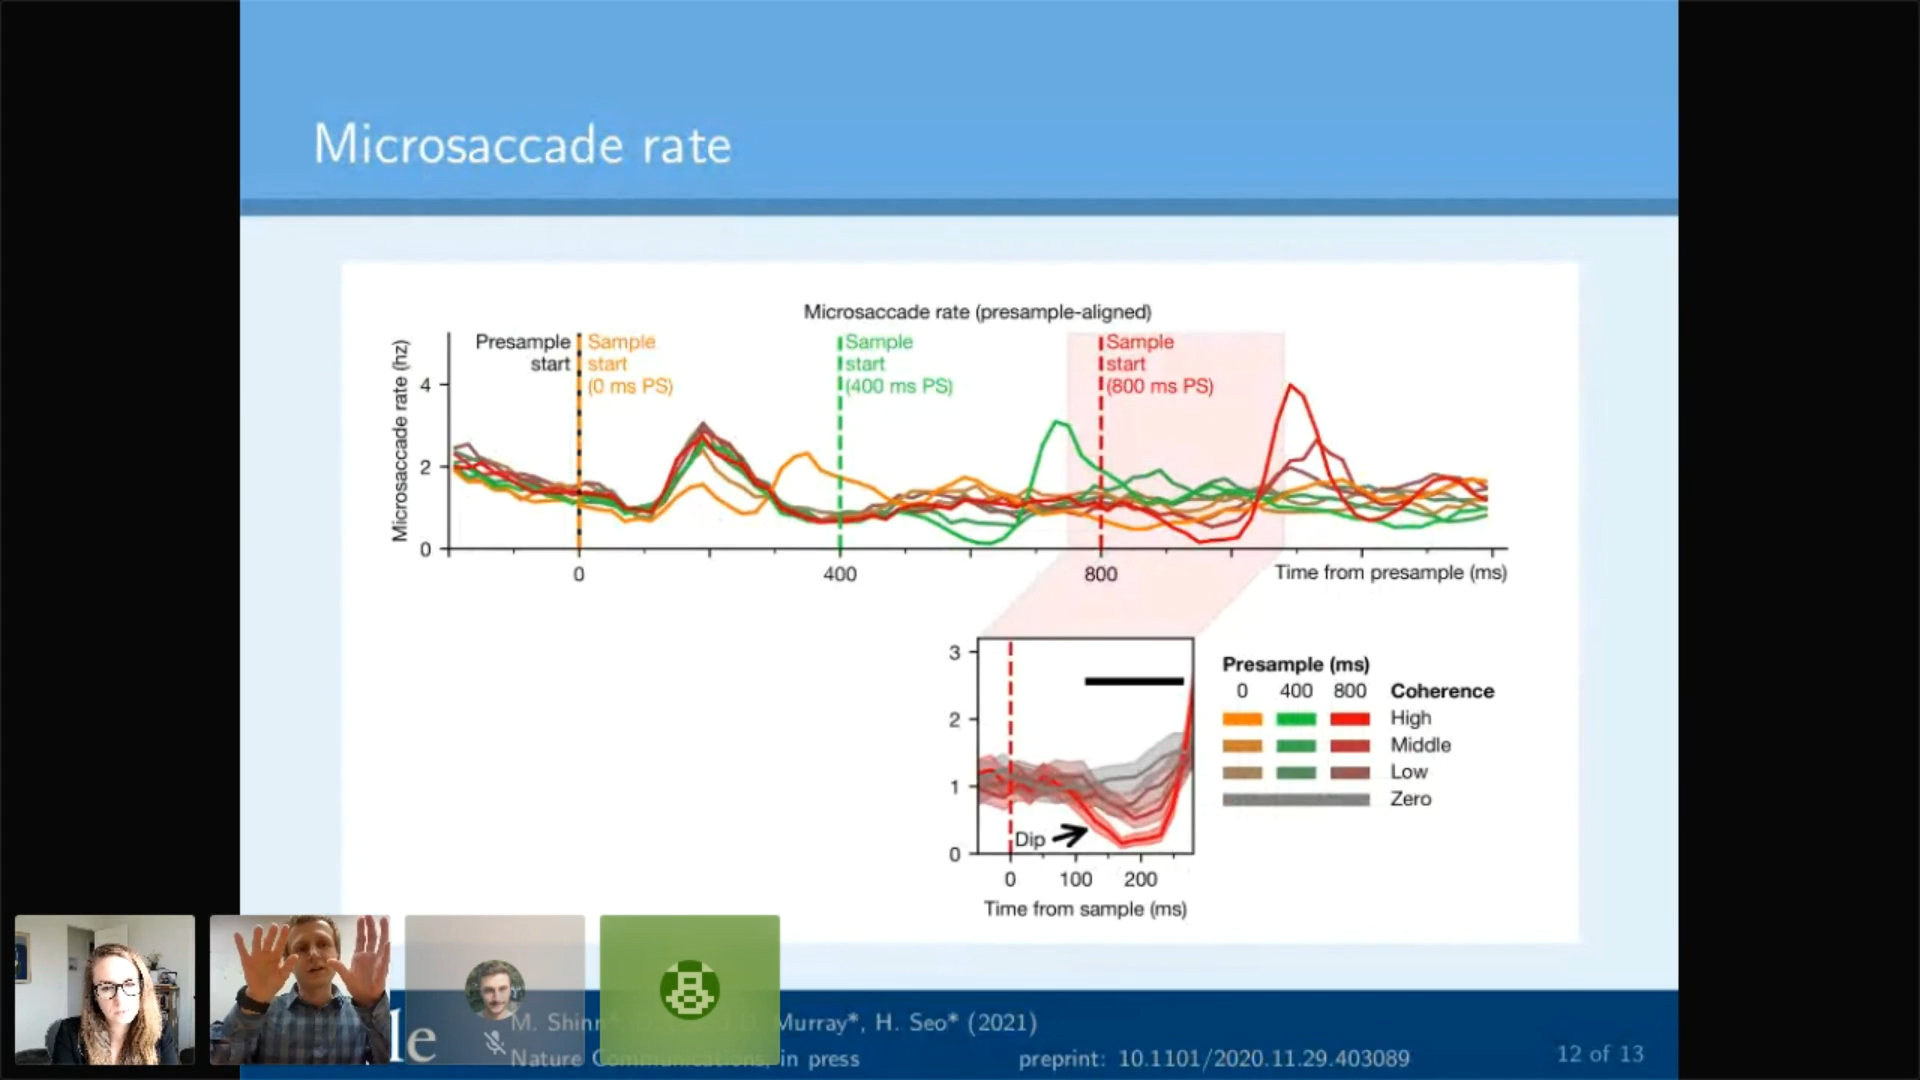 Microsaccade rate
Microsaccade rate (presample-aligned)
Presample
start
Sample
start
(0 ms PS)
Sample
start
(400 ms PS)
Sample
start
(800 ms PS)
Microsaccade rate (hz)
4
2
0
0
400
800
Time from presample (ms)
3
2
1
0
Dip
0
100
200
Time from sample (ms)
Presample (ms)
0 400 800 Coherence
High
Middle
Low
Zero
le
M. Shinn*, Murray*, H. Seo* (2021)
Nature Communications, in press
preprint: 10.1101/2020.11.29.403089
12 of 13